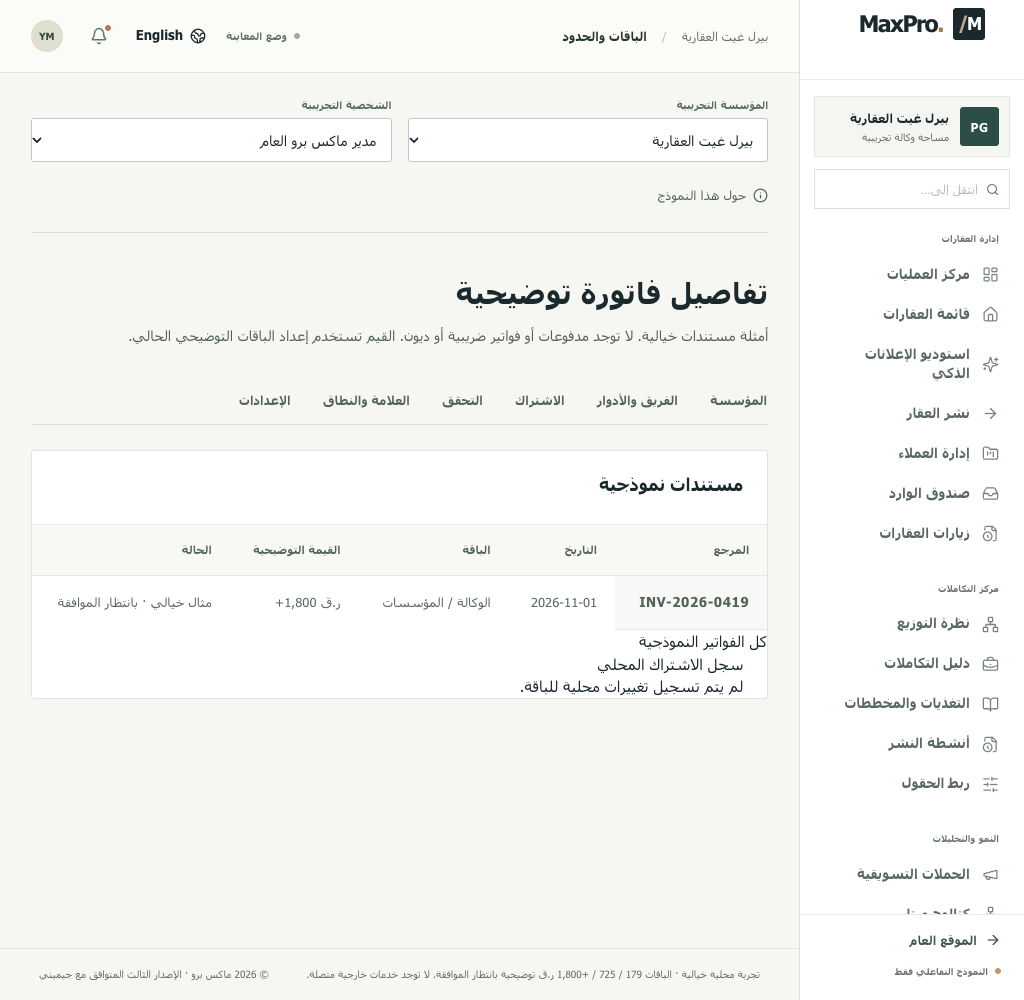 MaxPro. /M
PG
بيرل غيت العقارية
مساحة وكالة تجريبية
انتقل إلى...
إدارة العقارات
مركز العمليات
قائمة العقارات
استوديو الإعلانات
الذكي
نشر العقار
إدارة العملاء
صندوق الوارد
زيارات العقارات
مركز التكاملات
نظرة التوزيع
دليل التكاملات
التغذيات والمخططات
أنشطة النشر
ربط الحقول
النمو والتحليلات
الحملات التسويقية
الموقع العام
النموذج التفاعلي فقط
بيرل غيت العقارية / الباقات والحدود
وضع المعاينة
English
YM
المؤسسة التجريبية
بيرل غيت العقارية
الشخصية التجريبية
مدير ماكس برو العام
حول هذا النموذج
تفاصيل فاتورة توضيحية
أمثلة مستندات خيالية. لا توجد مدفوعات أو فواتير ضريبية أو ديون. القيم تستخدم إعداد الباقات التوضيحي الحالي.
المؤسسة الفريق والأدوار الاشتراك التحقق العلامة والنطاق الإعدادات
مستندات نموذجية
المرجع التاريخ الباقة القيمة التوضيحية الحالة
INV-2026-0419 2026-11-01 الوكالة / المؤسسات ر.ق 1,800+ مثال خيالي · بانتظار الموافقة
كل الفواتير النموذجية
سجل الاشتراك المحلي
لم يتم تسجيل تغييرات محلية للباقة.
تجربة محلية خيالية · الباقات 179 / 725 / 1,800+ ر.ق توضيحية بانتظار الموافقة. لا توجد خدمات خارجية متصلة.
© 2026 ماكس برو · الإصدار الثالث المتوافق مع جيميني